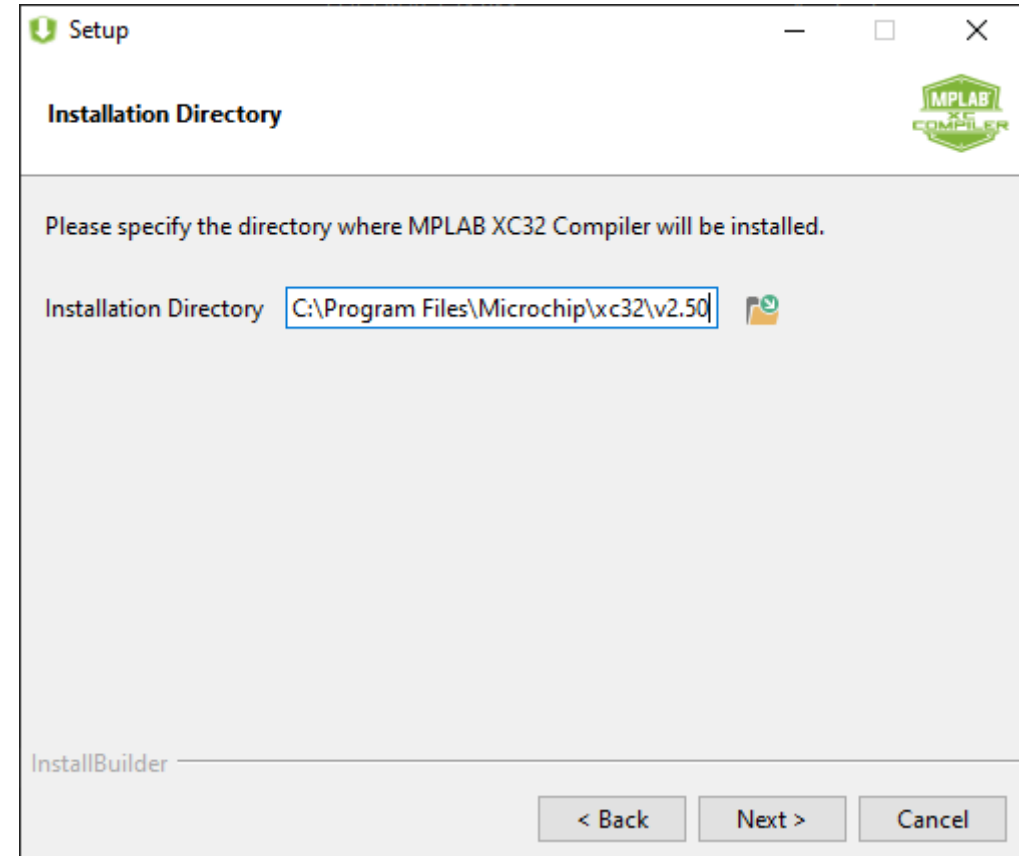 Setup
Installation Directory
MPLAB
XC
COMPILER
Please specify the directory where MPLAB XC32 Compiler will be installed.
Installation Directory C:\Program Files\Microchip\xc32\v2.50
InstallBuilder
< Back Next > Cancel